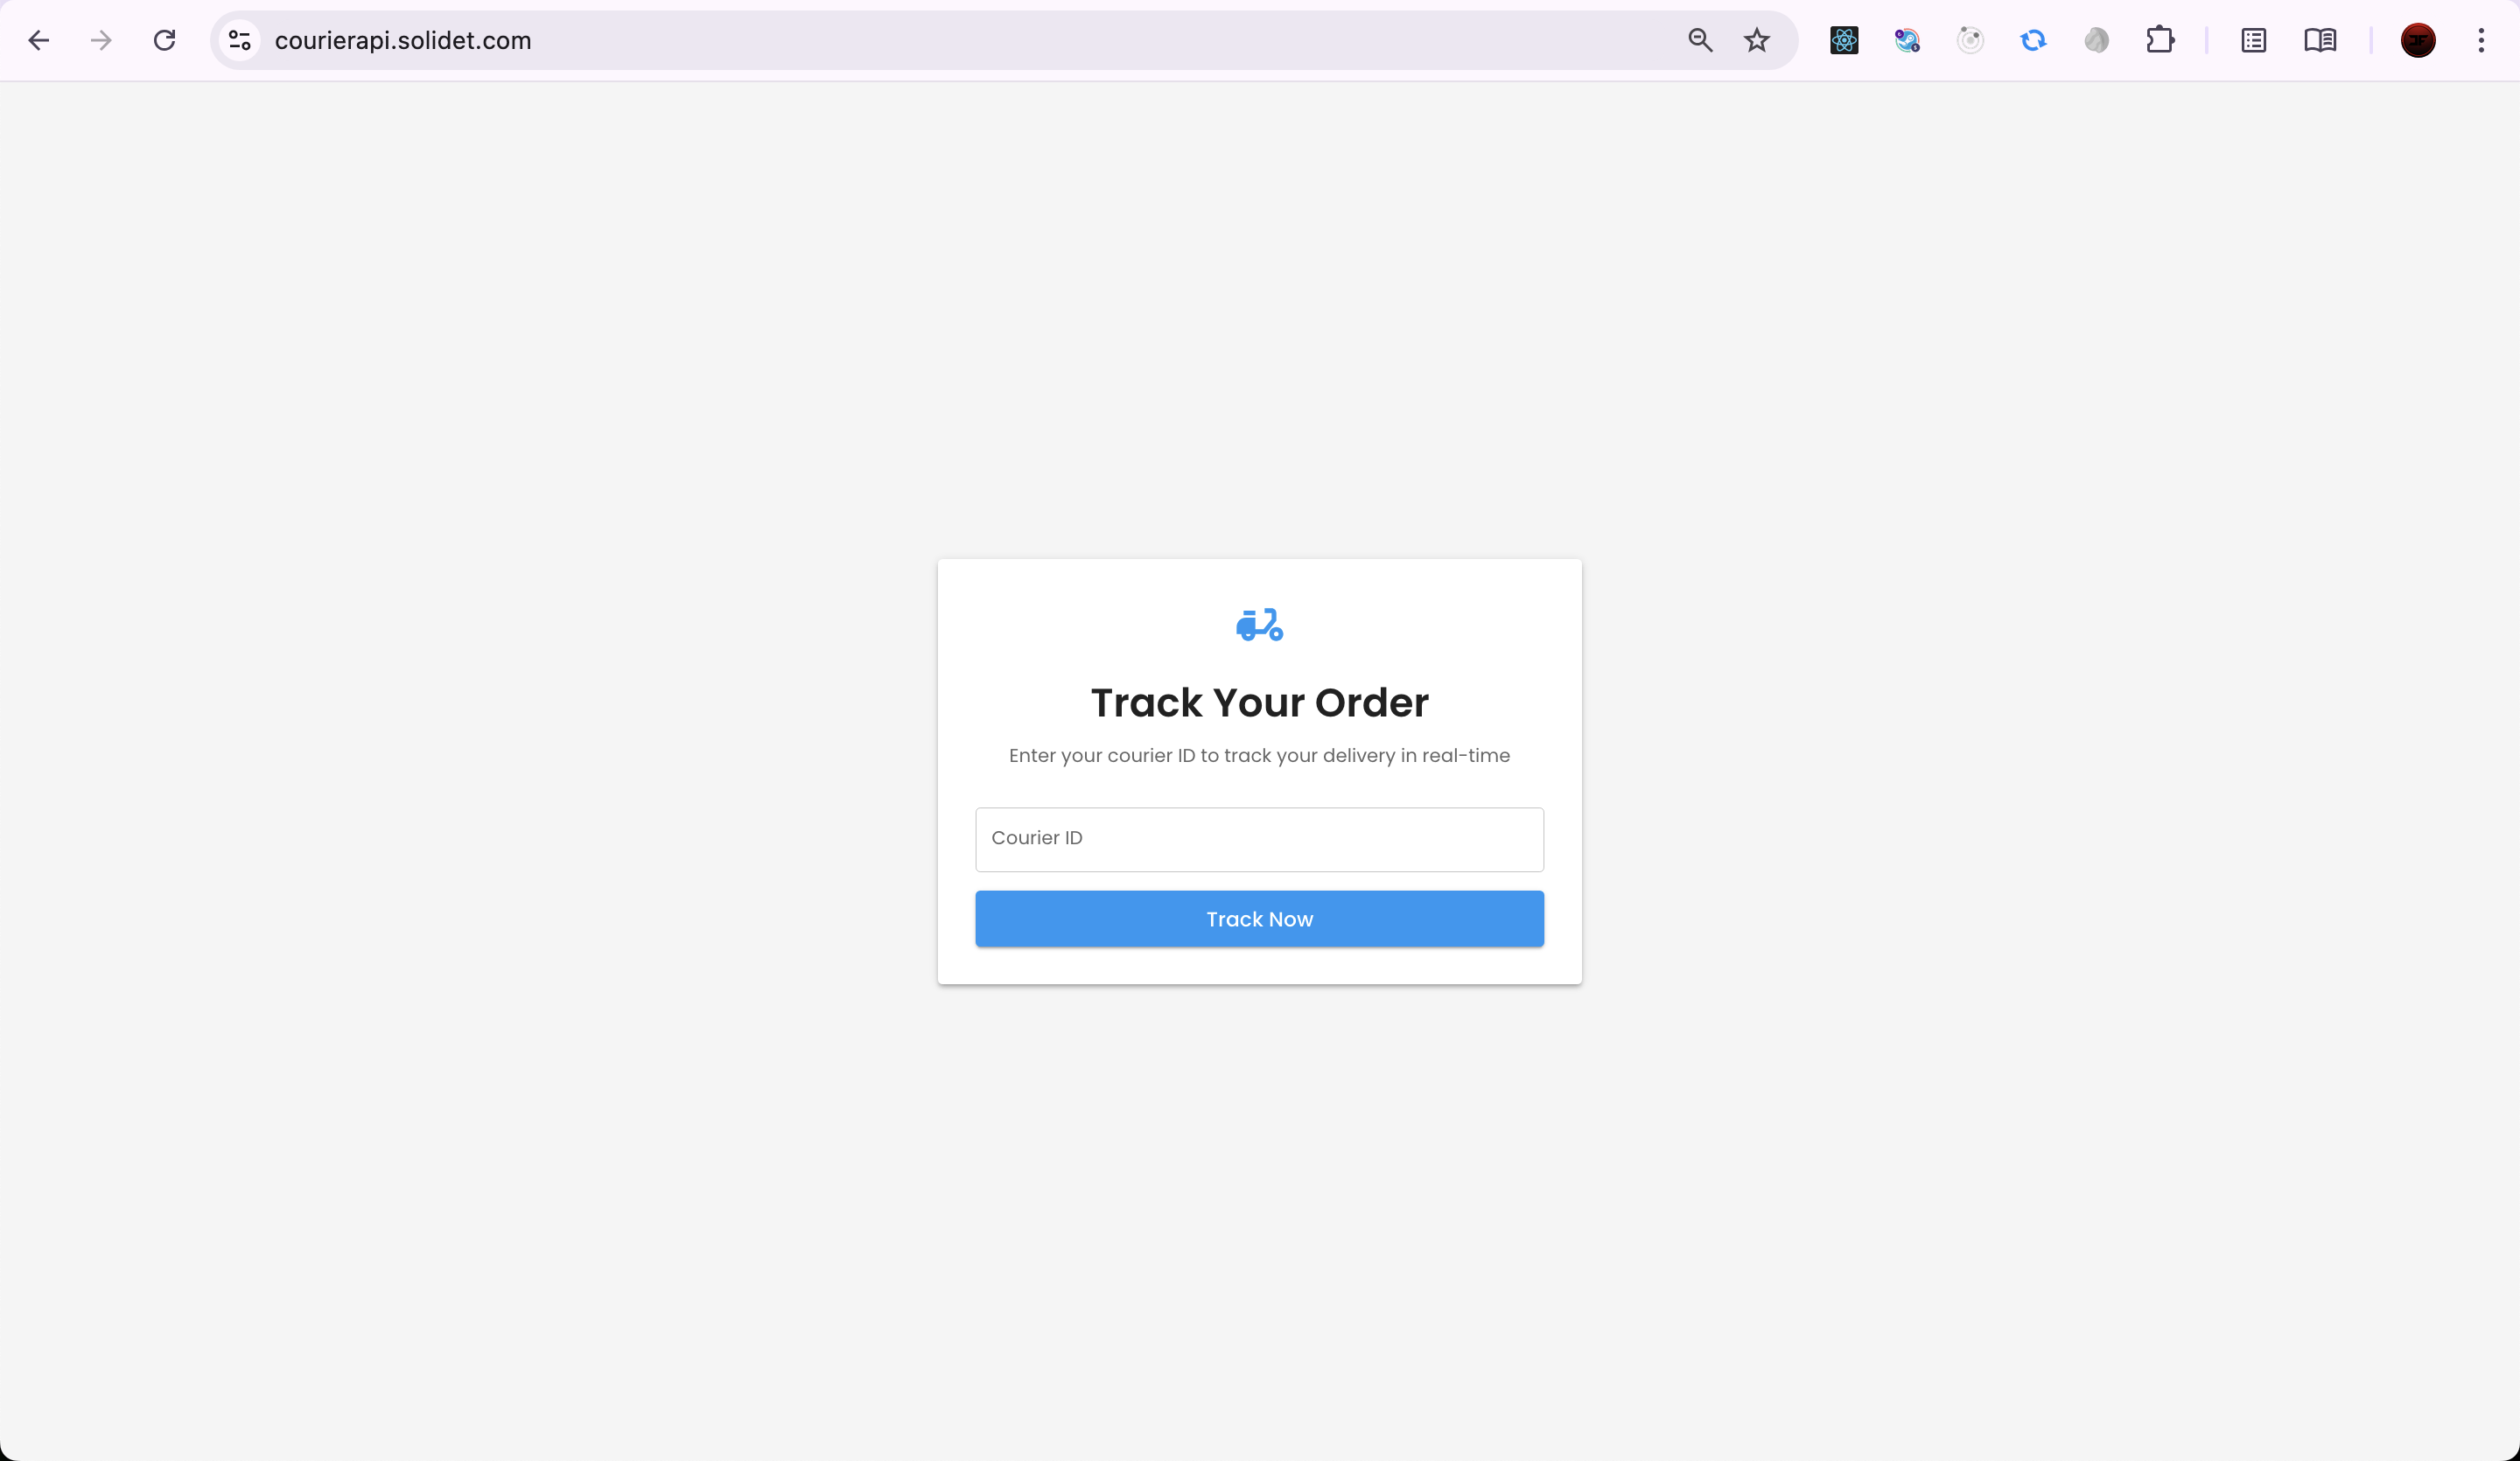 courierapi.solidet.com
Track Your Order
Enter your courier ID to track your delivery in real-time
Courier ID
Track Now